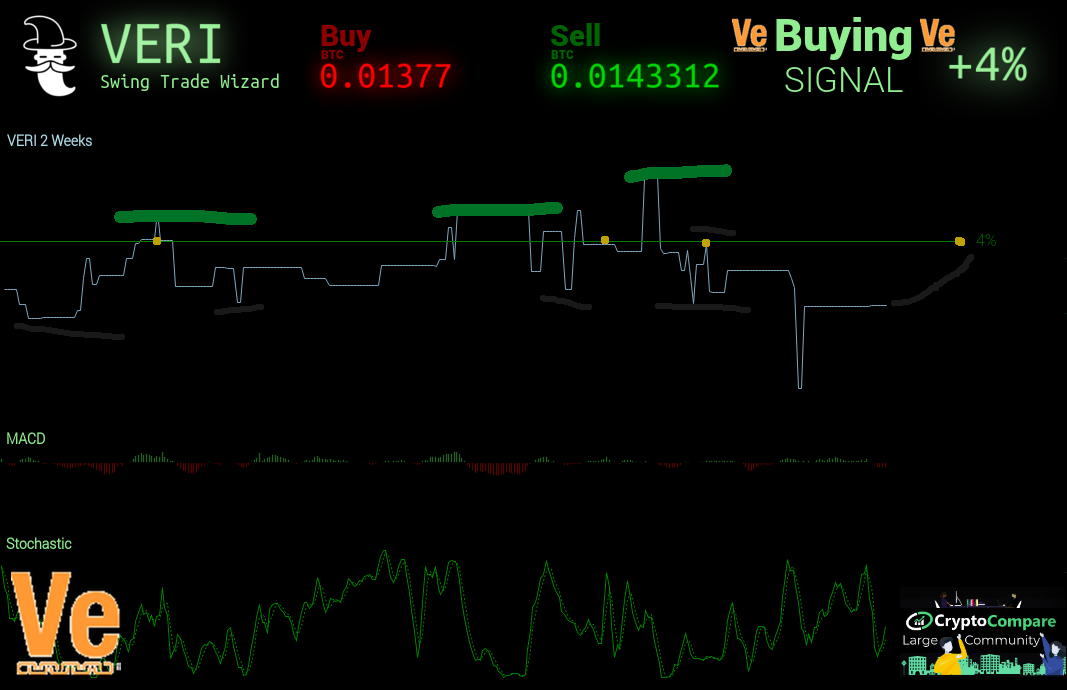 VERI
Swing Trade Wizard
Buy
BTC
0.01377
Sell
BTC
0.0143312
Ve Buying Ve
SIGNAL
+4%
VERI 2 Weeks
4%
MACD
Stochastic
Ve
CryptoCompare
Large Community